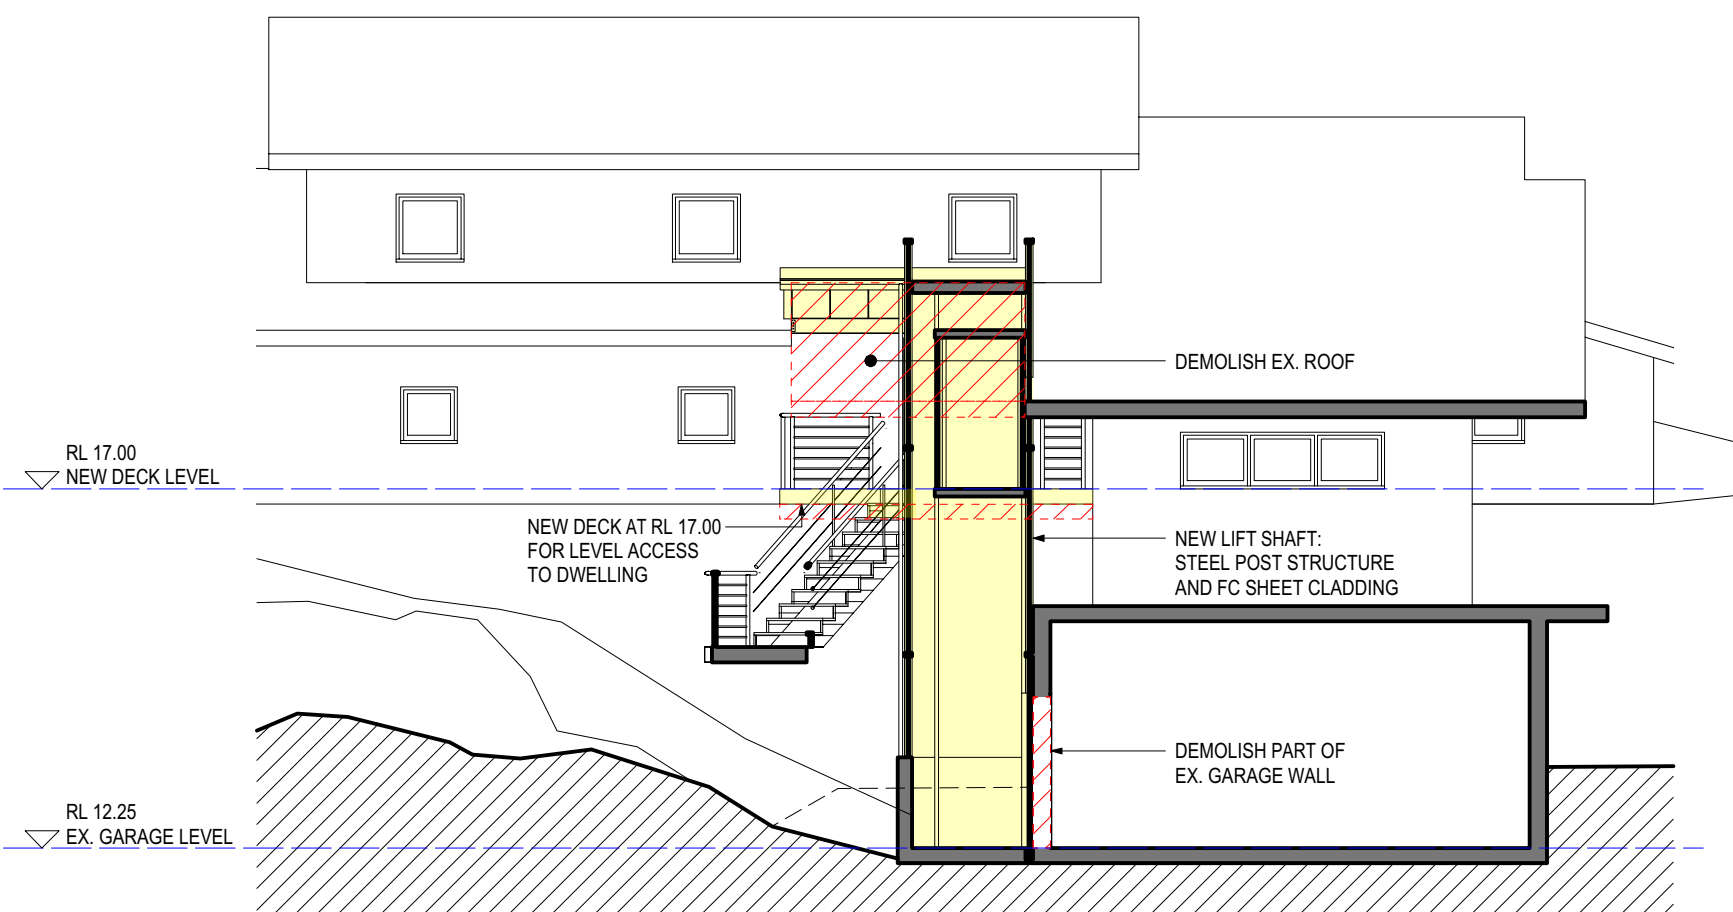 DEMOLISH EX. ROOF
RL 17.00
NEW DECK LEVEL
NEW DECK AT RL 17.00
FOR LEVEL ACCESS
TO DWELLING
NEW LIFT SHAFT:
STEEL POST STRUCTURE
AND FC SHEET CLADDING
DEMOLISH PART OF
EX. GARAGE WALL
RL 12.25
EX. GARAGE LEVEL